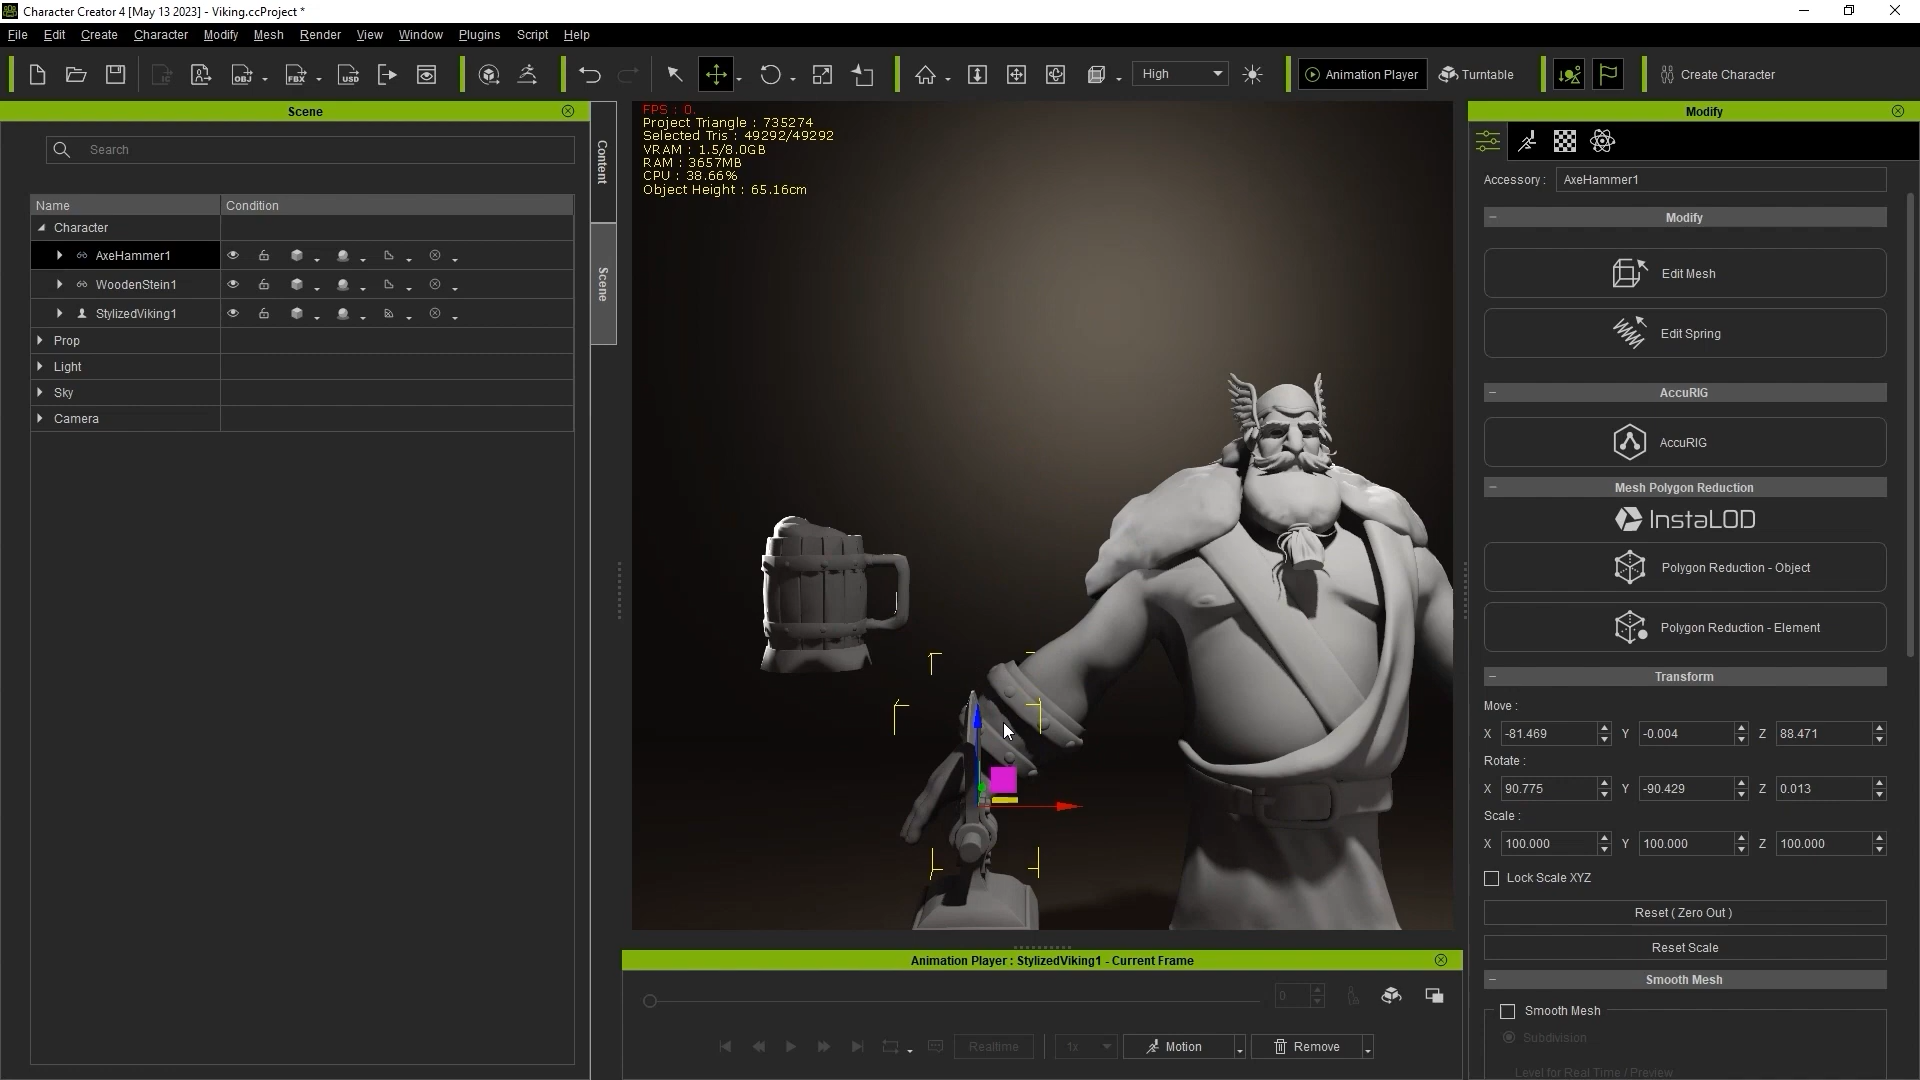 Character Creator 4 [May 13 2023] - Viking.ccProject *
File Edit Create Character Modify Mesh Render View Window Plugins Script Help
OBJ FBX USD High Animation Player Turntable Create Character
Scene
Search
Name Condition
Character
AxeHammer1
WoodenStein1
StylizedViking1
Prop
Light
Sky
Camera
Content
Scene
FPS : 0.
Project Triangle : 735274
Selected Tris : 49292/49292
VRAM : 1.5/8.0GB
RAM : 3657MB
CPU : 38.66%
Object Height : 65.16cm
Animation Player : StylizedViking1 - Current Frame
0
Realtime 1x Motion Remove
Modify
Accessory : AxeHammer1
Modify
Edit Mesh
Edit Spring
AccuRIG
AccuRIG
Mesh Polygon Reduction
InstaLOD
Polygon Reduction - Object
Polygon Reduction - Element
Transform
Move :
X -81.469 Y -0.004 Z 88.471
Rotate :
X 90.775 Y -90.429 Z 0.013
Scale :
X 100.000 Y 100.000 Z 100.000
Lock Scale XYZ
Reset ( Zero Out )
Reset Scale
Smooth Mesh
Smooth Mesh
Subdivision
Level for Real Time / Preview